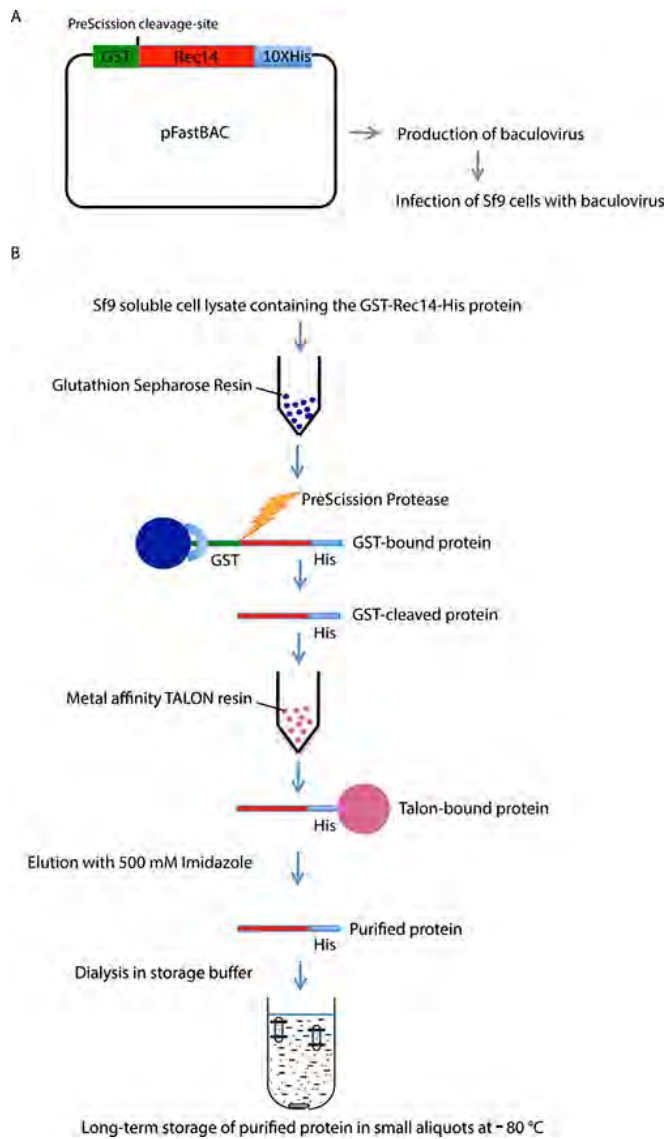 A
PreScission cleavage-site
GST Rec14 10XHis
pFastBAC
Production of baculovirus
Infection of Sf9 cells with baculovirus
B
Sf9 soluble cell lysate containing the GST-Rec14-His protein
Glutathion Sepharose Resin
PreScission Protease
GST-bound protein
GST
His
GST-cleaved protein
His
Metal affinity TALON resin
Talon-bound protein
His
Elution with 500 mM Imidazole
Purified protein
His
Dialysis in storage buffer
Long-term storage of purified protein in small aliquots at - 80 °C